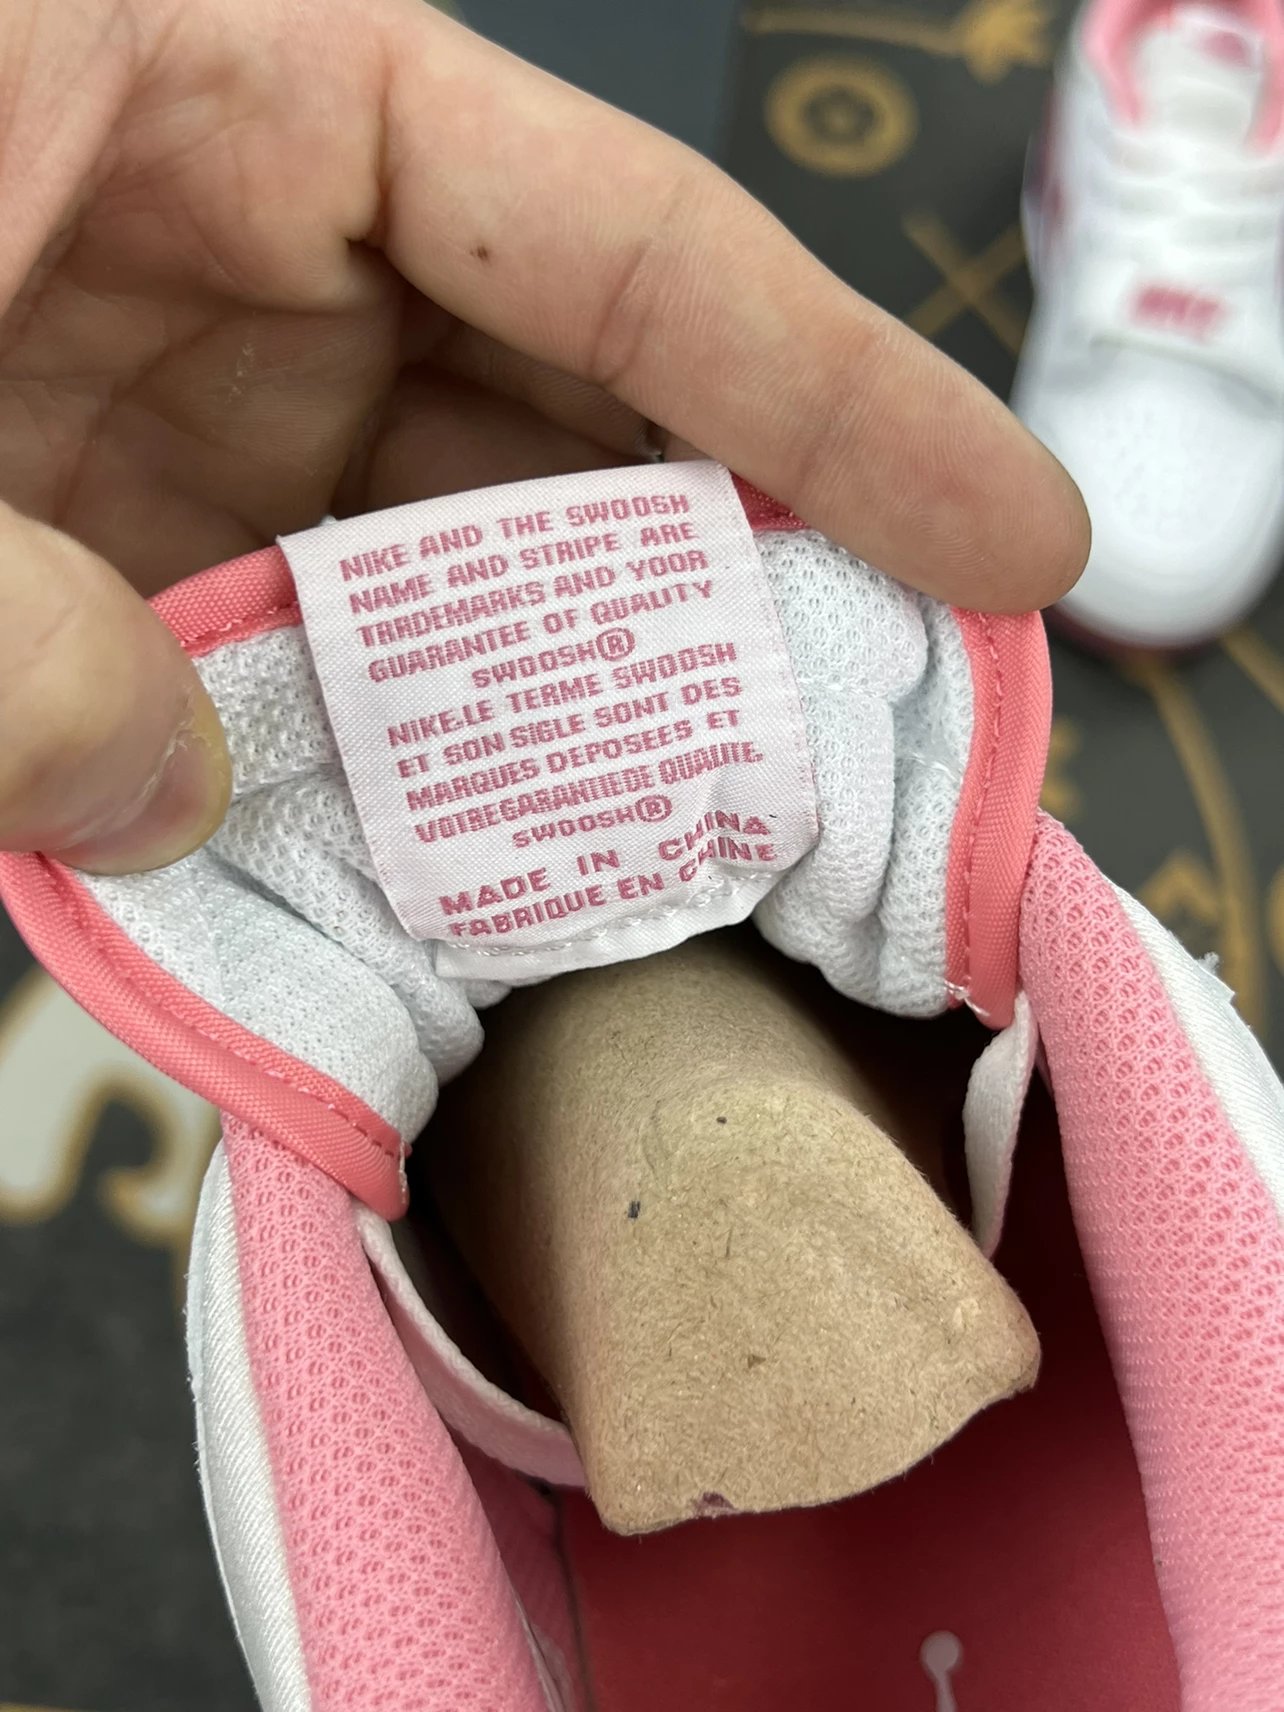 NIKE AND THE SWOOSH
NAME AND STRIPE ARE
TRADEMARKS AND YOOR
GUARANTEE OF QUALITY
SWOOSH®
NIKE.LE TERME SWOOSH
ET SON SIGLE SONT DES
MARQUES DEPOSEES ET
VOTREGARANTIEDE QUALITE.
SWOOSH®
MADE IN CHINA
FABRIQUE EN CHINE